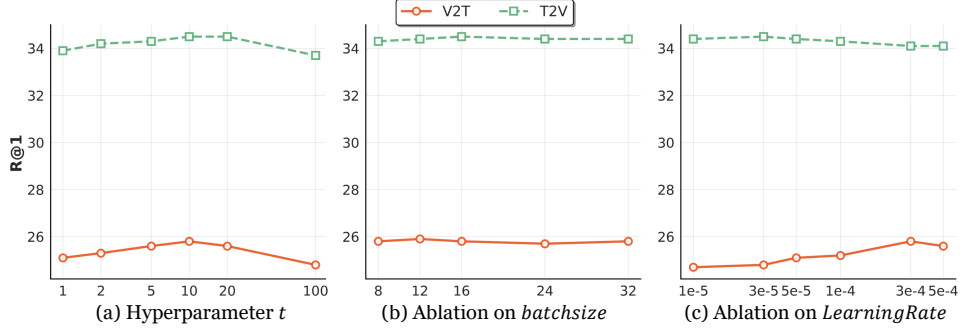 V2T T2V
R@1
34
32
30
28
26
1 2 5 10 20 100
(a) Hyperparameter t
34
32
30
28
26
8 12 16 24 32
(b) Ablation on batchsize
34
32
30
28
26
1e-5 3e-5 5e-5 1e-4 3e-4 5e-4
(c) Ablation on LearningRate